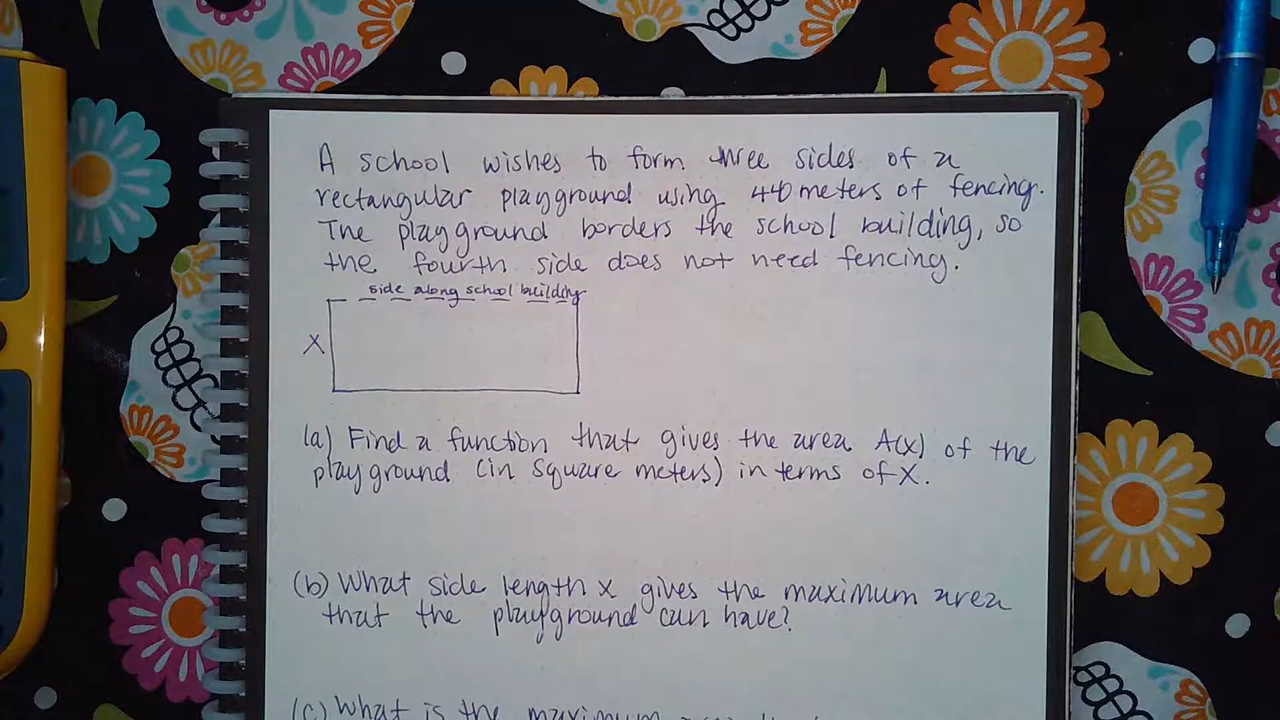 A school wishes to form three sides of a
rectangular playground using 440 meters of fencing.
The playground borders the school building, so
the fourth side does not need fencing.
side along school building
X
(a) Find a function that gives the area A(x) of the
playground (in square meters) in terms of X.
(b) What side length x gives the maximum area
that the playground can have?
(c) What is the maximum